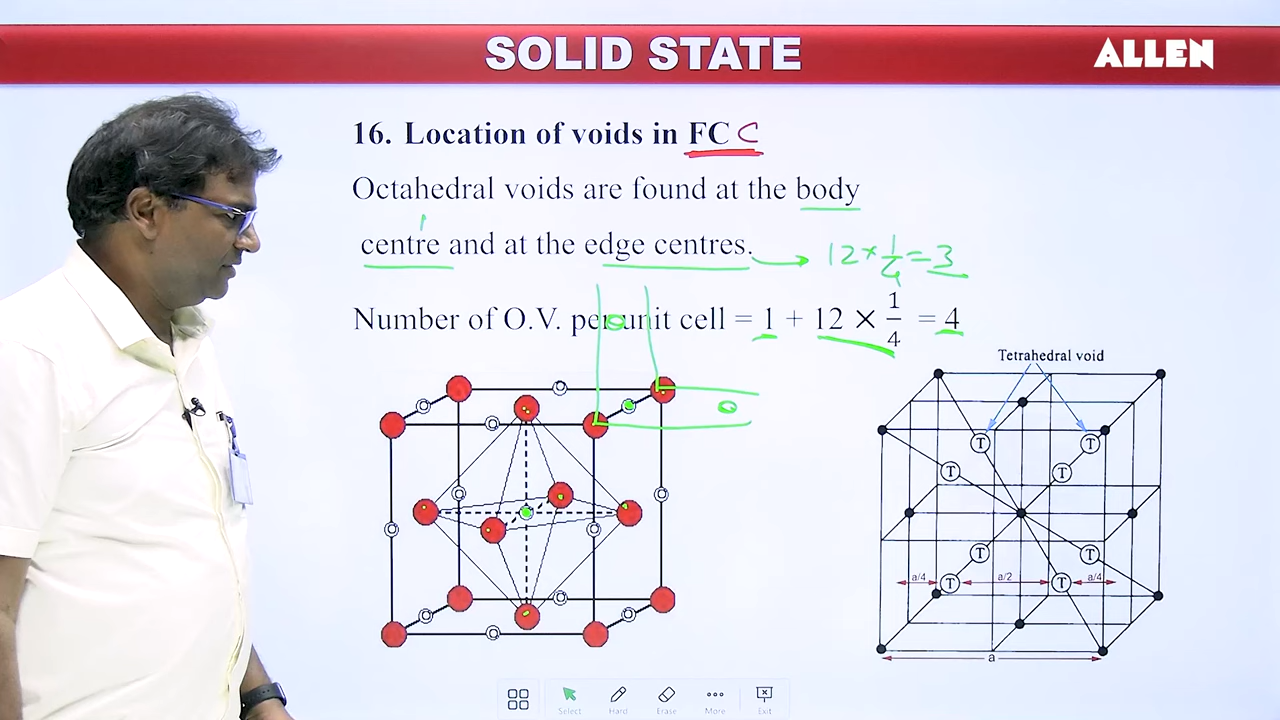 SOLID STATE
ALLEN
16. Location of voids in FCC
Octahedral voids are found at the body
1
centre and at the edge centres. → 12 × 1/4 = 3
Number of O.V. per unit cell = 1 + 12 × 1/4 = 4
Tetrahedral void
T T
T T
T T
a/4 T a/2 T a/4
a
Select Hard Erase More Exit